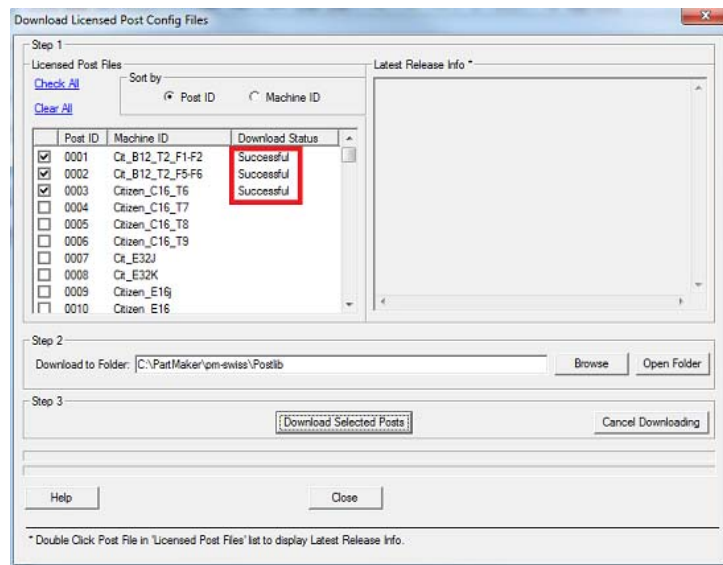 Download Licensed Post Config Files
Step 1
Licensed Post Files
Check All
Clear All
Sort by
Post ID Machine ID
Latest Release Info *
Post ID Machine ID Download Status
0001 Cit_B12_T2_F1-F2 Successful
0002 Cit_B12_T2_F5-F6 Successful
0003 Citizen_C16_T6 Successful
0004 Citizen_C16_T7
0005 Citizen_C16_T8
0006 Citizen_C16_T9
0007 Cit_E32J
0008 Cit_E32K
0009 Citizen_E16j
0010 Citizen_E16
Step 2
Download to Folder: C:\PartMaker\pm-swiss\Postlib Browse Open Folder
Step 3
Download Selected Posts Cancel Downloading
Help Close
* Double Click Post File in 'Licensed Post Files' list to display Latest Release Info.